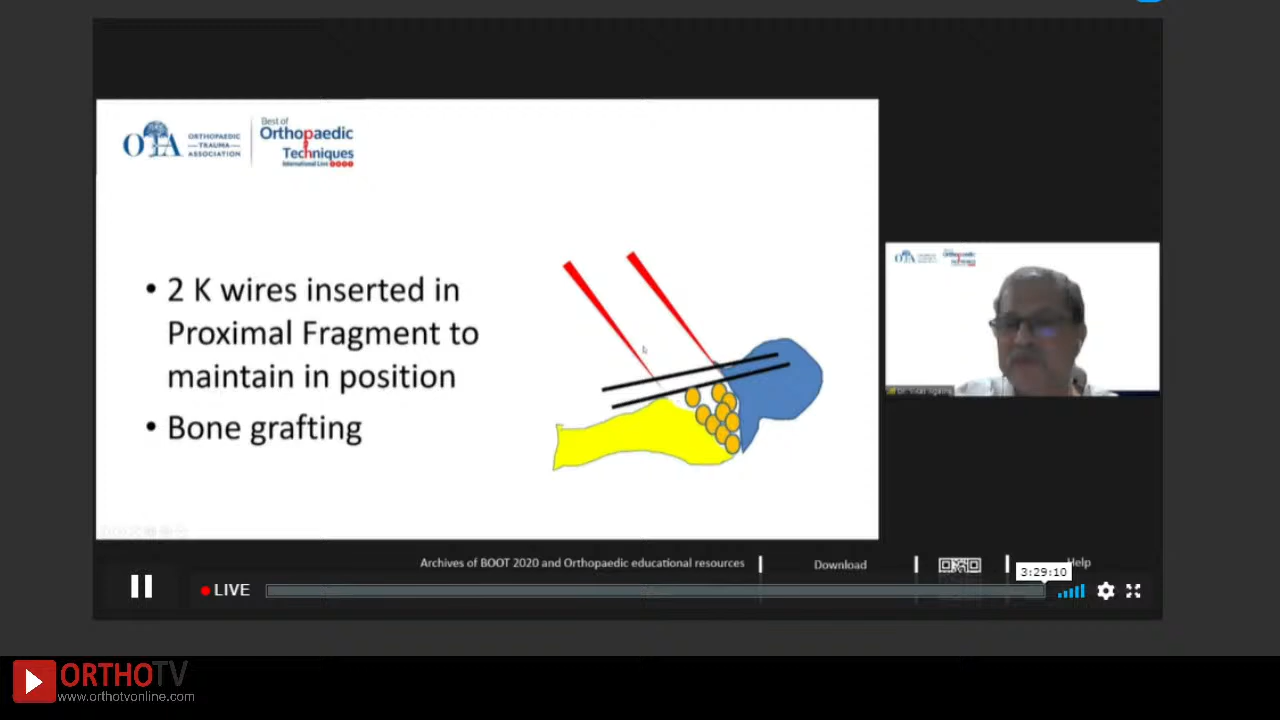 OTA
ORTHOPAEDIC
TRAUMA
ASSOCIATION
Best of
Orthopaedic
&
Techniques
• 2 K wires inserted in
Proximal Fragment to
maintain in position
• Bone grafting
Archives of BOOT 2020 and Orthopaedic educational resources
Download
Help
3:29:10
LIVE
ORTHOTV
www.orthotvonline.com